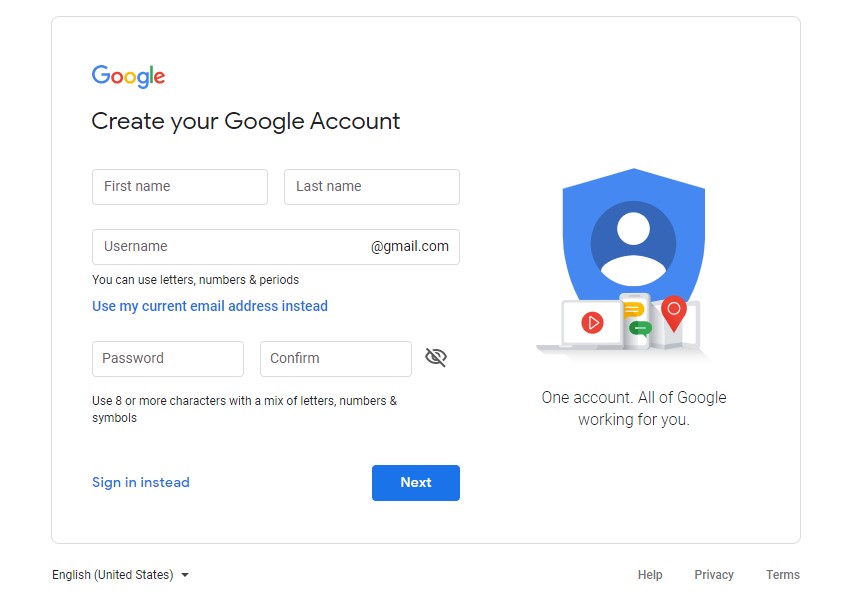 Google
Create your Google Account
First name
Last name
Username
@gmail.com
You can use letters, numbers & periods
Use my current email address instead
Password
Confirm
Use 8 or more characters with a mix of letters, numbers &
symbols
Sign in instead
Next
One account. All of Google
working for you.
English (United States)
Help
Privacy
Terms